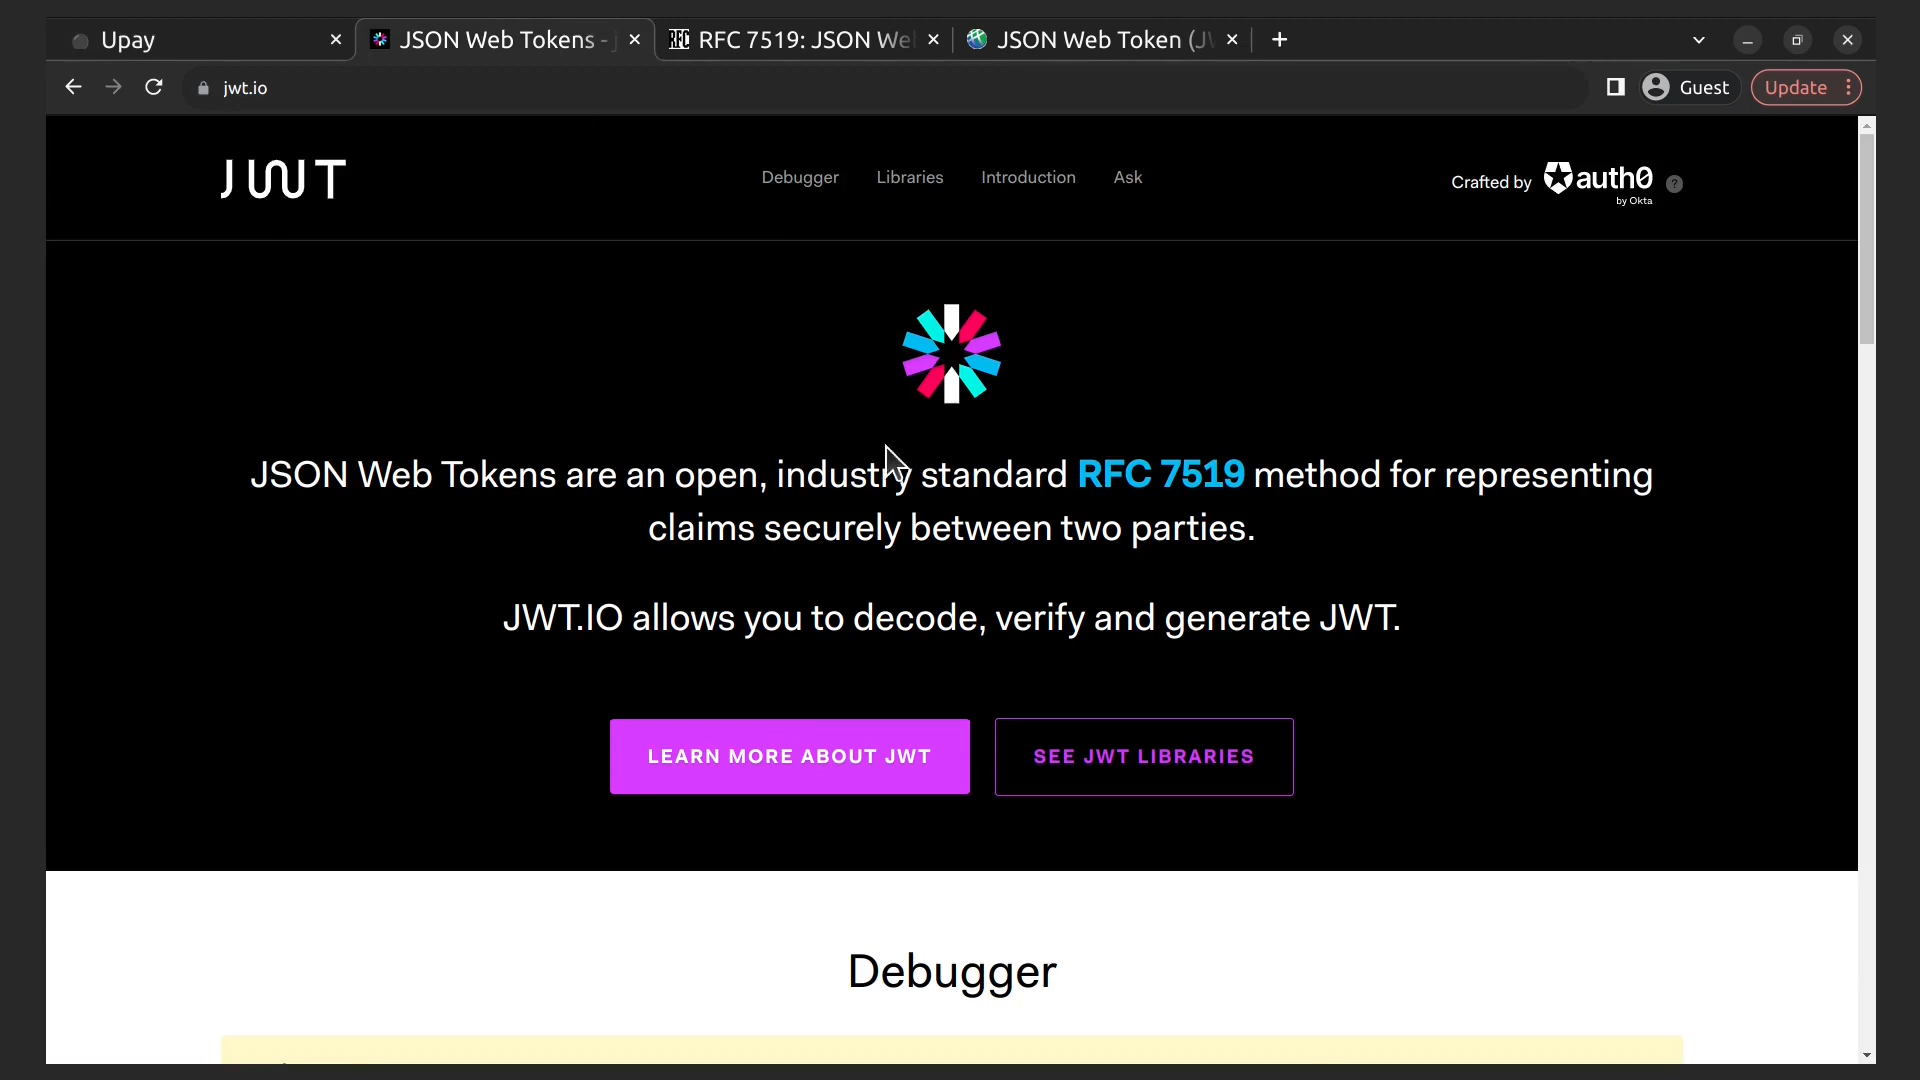 Upay
JSON Web Tokens - j
RFC 7519: JSON We
JSON Web Token (J
jwt.io
Guest
Update
JWT
Debugger
Libraries
Introduction
Ask
Crafted by
auth0
by Okta
?
JSON Web Tokens are an open, industry standard RFC 7519 method for representing
claims securely between two parties.
JWT.IO allows you to decode, verify and generate JWT.
LEARN MORE ABOUT JWT
SEE JWT LIBRARIES
Debugger